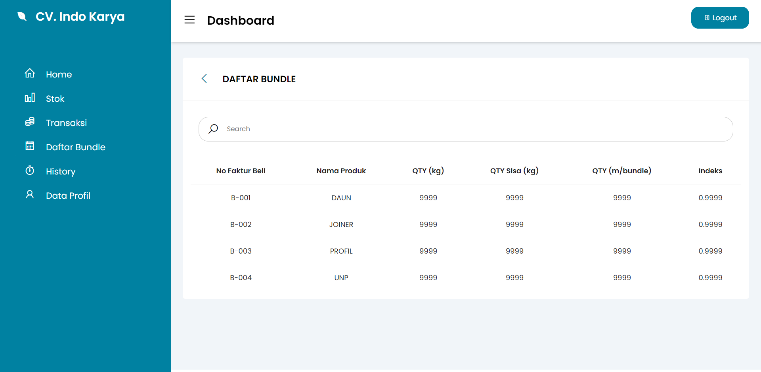 CV. Indo Karya
Dashboard
Logout
Home
Stok
Transaksi
Daftar Bundle
History
Data Profil
DAFTAR BUNDLE
Search
No Faktur Beli Nama Produk QTY (kg) QTY Sisa (kg) QTY (m/bundle) Indeks
B-001 DAUN 9999 9999 9999 0.9999
B-002 JOINER 9999 9999 9999 0.9999
B-003 PROFIL 9999 9999 9999 0.9999
B-004 UNP 9999 9999 9999 0.9999